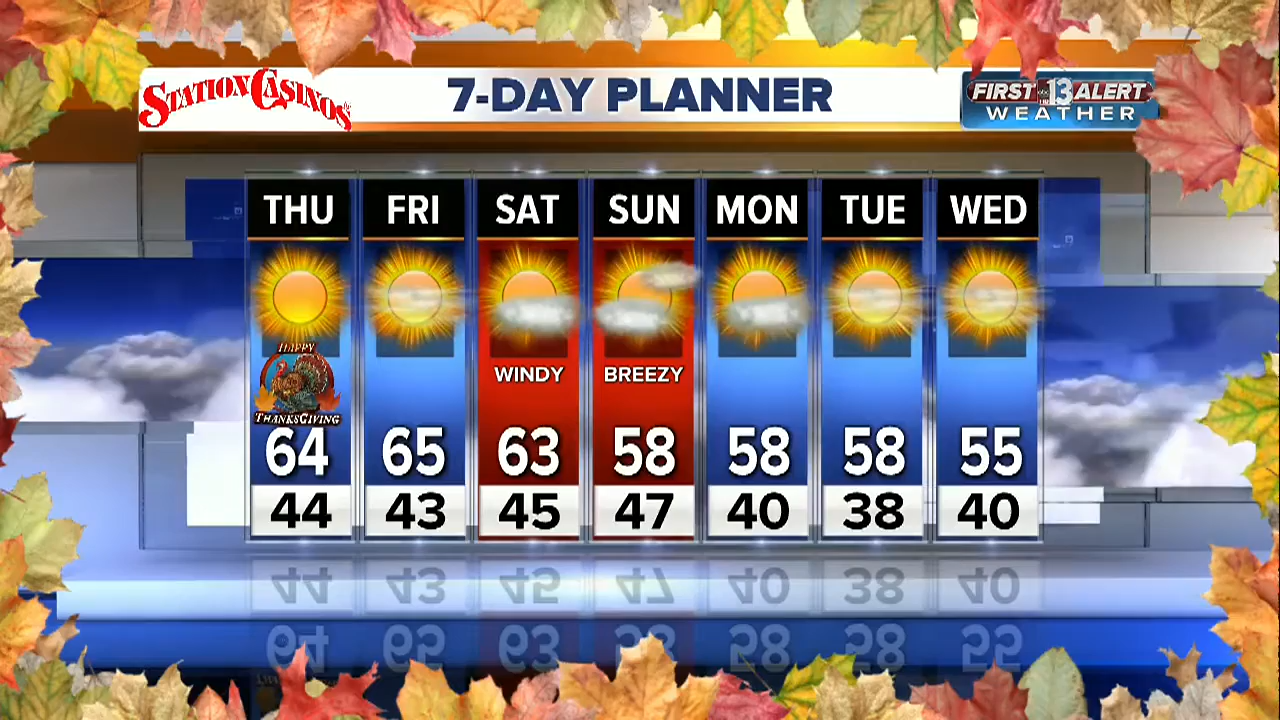 STATION CASINOS
7-DAY PLANNER
FIRST 13 ALERT
WEATHER
THU FRI SAT SUN MON TUE WED
HAPPY
THANKSGIVING
WINDY BREEZY
64 65 63 58 58 58 55
44 43 45 47 40 38 40